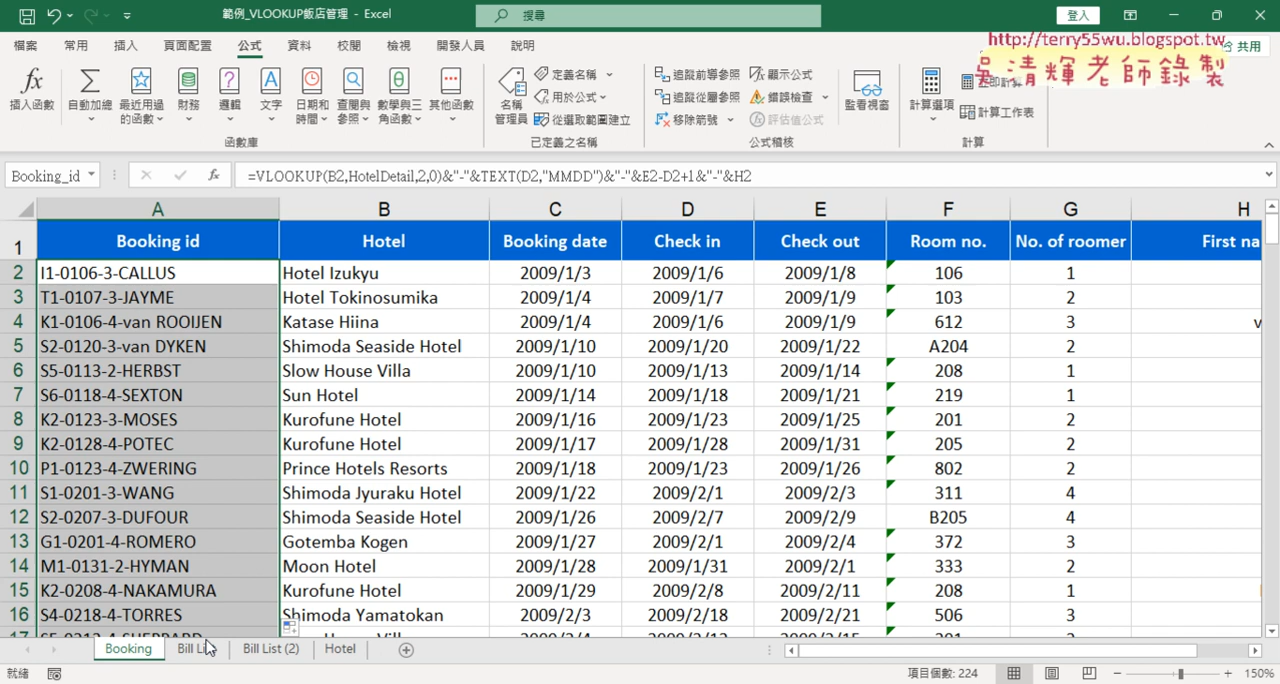 範例_VLOOKUP飯店管理 - Excel
搜尋
登入
http://terry55wu.blogspot.tw
吳清輝老師錄製
檔案 常用 插入 頁面配置 公式 資料 校閱 檢視 開發人員 說明
共用
插入函數 自動加總 最近用過的函數 財務 邏輯 文字 日期和時間 查閱與參照 數學與三角函數 其他函數
函數庫
名稱管理員 定義名稱 用於公式 從選取範圍建立
已定義之名稱
追蹤前導參照 追蹤從屬參照 移除箭號 顯示公式 錯誤檢查 評估值公式 監看視窗
公式稽核
計算選項 立即計算 計算工作表
計算
Booking_id
fx =VLOOKUP(B2,HotelDetail,2,0)&"-"&TEXT(D2,"MMDD")&"-"&E2-D2+1&"-"&H2
A B C D E F G H
1 Booking id Hotel Booking date Check in Check out Room no. No. of roomer First na
2 I1-0106-3-CALLUS Hotel Izukyu 2009/1/3 2009/1/6 2009/1/8 106 1
3 T1-0107-3-JAYME Hotel Tokinosumika 2009/1/4 2009/1/7 2009/1/9 103 2
4 K1-0106-4-van ROOIJEN Katase Hiina 2009/1/4 2009/1/6 2009/1/9 612 3 v
5 S2-0120-3-van DYKEN Shimoda Seaside Hotel 2009/1/10 2009/1/20 2009/1/22 A204 2
6 S5-0113-2-HERBST Slow House Villa 2009/1/10 2009/1/13 2009/1/14 208 1
7 S6-0118-4-SEXTON Sun Hotel 2009/1/14 2009/1/18 2009/1/21 219 1
8 K2-0123-3-MOSES Kurofune Hotel 2009/1/16 2009/1/23 2009/1/25 201 2
9 K2-0128-4-POTEC Kurofune Hotel 2009/1/17 2009/1/28 2009/1/31 205 2
10 P1-0123-4-ZWERING Prince Hotels Resorts 2009/1/18 2009/1/23 2009/1/26 802 2
11 S1-0201-3-WANG Shimoda Jyuraku Hotel 2009/1/22 2009/2/1 2009/2/3 311 4
12 S2-0207-3-DUFOUR Shimoda Seaside Hotel 2009/1/26 2009/2/7 2009/2/9 B205 4
13 G1-0201-4-ROMERO Gotemba Kogen 2009/1/27 2009/2/1 2009/2/4 372 3
14 M1-0131-2-HYMAN Moon Hotel 2009/1/28 2009/1/31 2009/2/1 333 2
15 K2-0208-4-NAKAMURA Kurofune Hotel 2009/1/29 2009/2/8 2009/2/11 208 1
16 S4-0218-4-TORRES Shimoda Yamatokan 2009/2/3 2009/2/18 2009/2/21 506 3
17
Booking Bill List (2) Hotel
就緒 項目個數: 224 150%